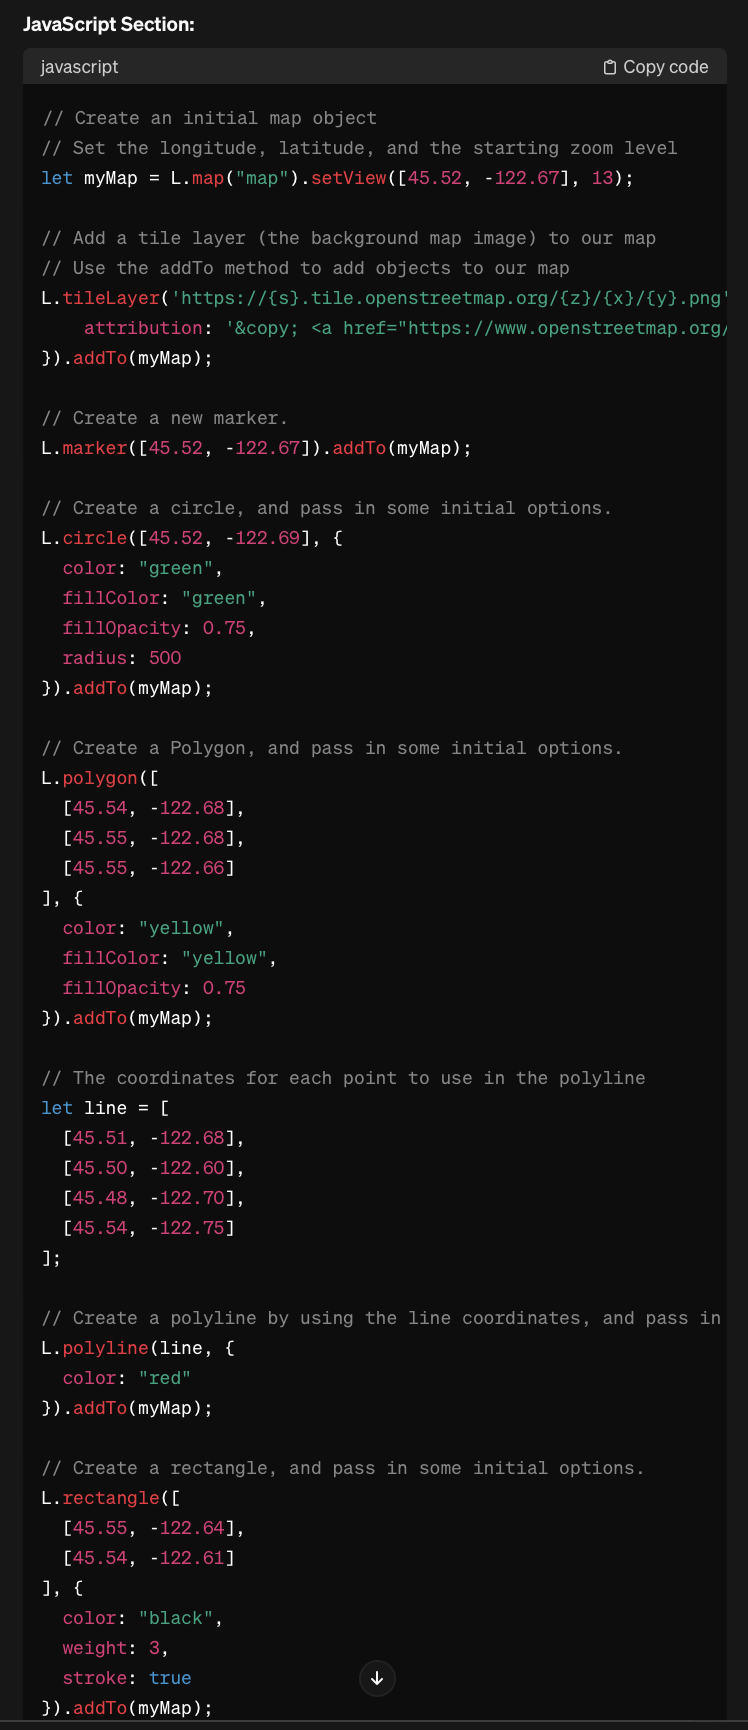 JavaScript Section:
javascript
Copy code
// Create an initial map object
// Set the longitude, latitude, and the starting zoom level
let myMap = L.map("map").setView([45.52, -122.67], 13);
// Add a tile layer (the background map image) to our map
// Use the addTo method to add objects to our map
L.tileLayer('https://{s}.tile.openstreetmap.org/{z}/{x}/{y}.png'
    attribution: '&copy; <a href="https://www.openstreetmap.org/
}).addTo(myMap);
// Create a new marker.
L.marker([45.52, -122.67]).addTo(myMap);
// Create a circle, and pass in some initial options.
L.circle([45.52, -122.69], {
  color: "green",
  fillColor: "green",
  fillOpacity: 0.75,
  radius: 500
}).addTo(myMap);
// Create a Polygon, and pass in some initial options.
L.polygon([
  [45.54, -122.68],
  [45.55, -122.68],
  [45.55, -122.66]
], {
  color: "yellow",
  fillColor: "yellow",
  fillOpacity: 0.75
}).addTo(myMap);
// The coordinates for each point to use in the polyline
let line = [
  [45.51, -122.68],
  [45.50, -122.60],
  [45.48, -122.70],
  [45.54, -122.75]
];
// Create a polyline by using the line coordinates, and pass in
L.polyline(line, {
  color: "red"
}).addTo(myMap);
// Create a rectangle, and pass in some initial options.
L.rectangle([
  [45.55, -122.64],
  [45.54, -122.61]
], {
  color: "black",
  weight: 3,
  stroke: true
}).addTo(myMap);